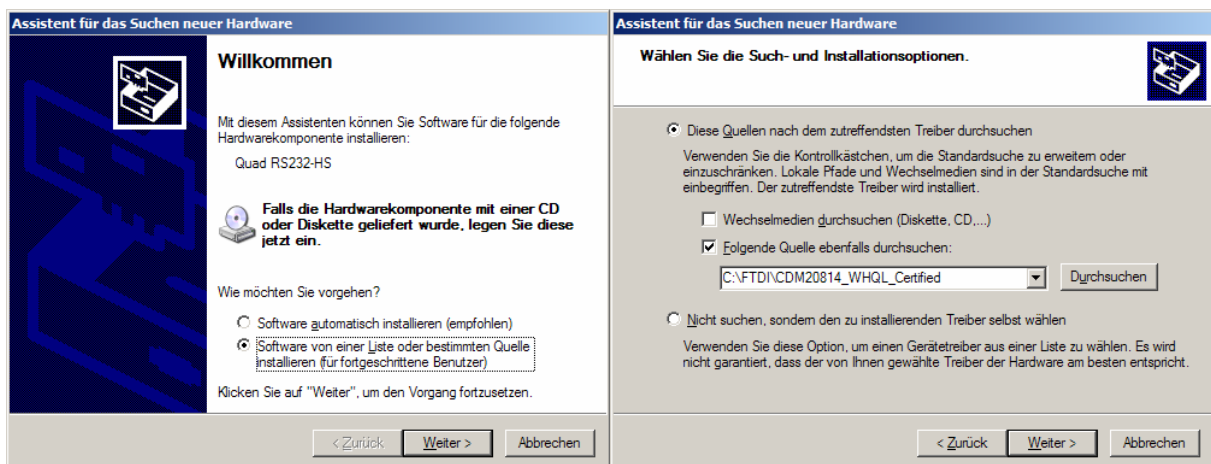 Assistent für das Suchen neuer Hardware
Willkommen
Mit diesem Assistenten können Sie Software für die folgende
Hardwarekomponente installieren:
Quad RS232-HS
Falls die Hardwarekomponente mit einer CD
oder Diskette geliefert wurde, legen Sie diese
jetzt ein.
Wie möchten Sie vorgehen?
Software automatisch installieren (empfohlen)
Software von einer Liste oder bestimmten Quelle
installieren (für fortgeschrittene Benutzer)
Klicken Sie auf "Weiter", um den Vorgang fortzusetzen.
< Zurück Weiter > Abbrechen
Assistent für das Suchen neuer Hardware
Wählen Sie die Such- und Installationsoptionen.
Diese Quellen nach dem zutreffendsten Treiber durchsuchen
Verwenden Sie die Kontrollkästchen, um die Standardsuche zu erweitern oder
einzuschränken. Lokale Pfade und Wechselmedien sind in der Standardsuche mit
einbegriffen. Der zutreffendste Treiber wird installiert.
Wechselmedien durchsuchen (Diskette, CD,...)
Folgende Quelle ebenfalls durchsuchen:
C:\FTDI\CDM20814_WHQL_Certified Durchsuchen
Nicht suchen, sondern den zu installierenden Treiber selbst wählen
Verwenden Sie diese Option, um einen Gerätetreiber aus einer Liste zu wählen. Es wird
nicht garantiert, dass der von Ihnen gewählte Treiber der Hardware am besten entspricht.
< Zurück Weiter > Abbrechen